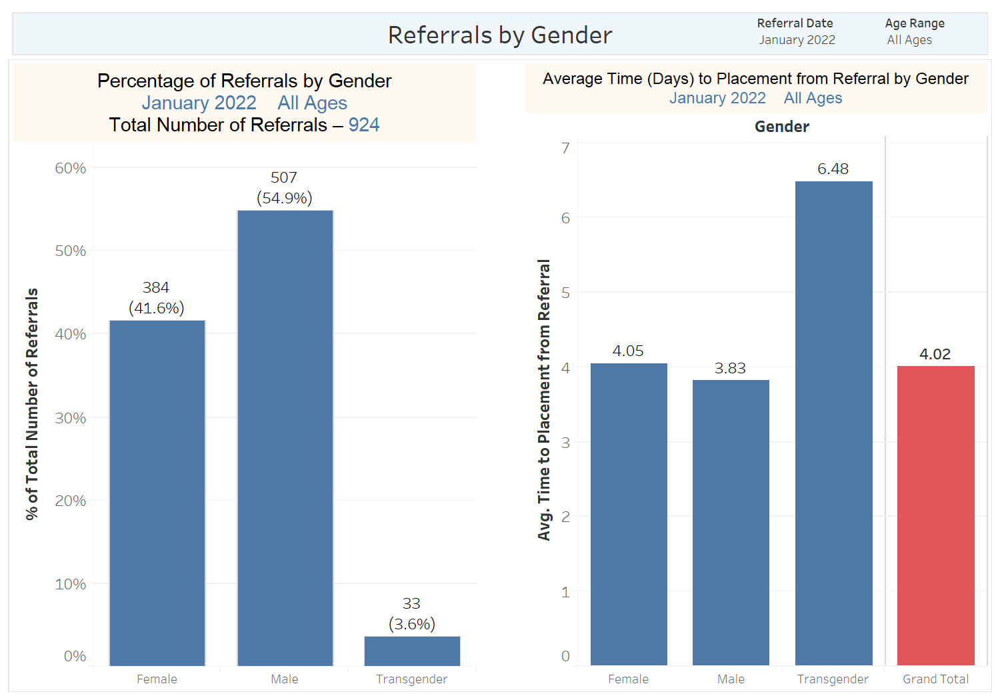 Referrals by Gender
Referral Date
January 2022
Age Range
All Ages
Percentage of Referrals by Gender
January 2022 All Ages
Total Number of Referrals – 924
% of Total Number of Referrals
60%
50%
40%
30%
20%
10%
0%
384
(41.6%)
507
(54.9%)
33
(3.6%)
Female
Male
Transgender
Average Time (Days) to Placement from Referral by Gender
January 2022 All Ages
Gender
Avg. Time to Placement from Referral
7
6
5
4
3
2
1
0
4.05
3.83
6.48
4.02
Female
Male
Transgender
Grand Total